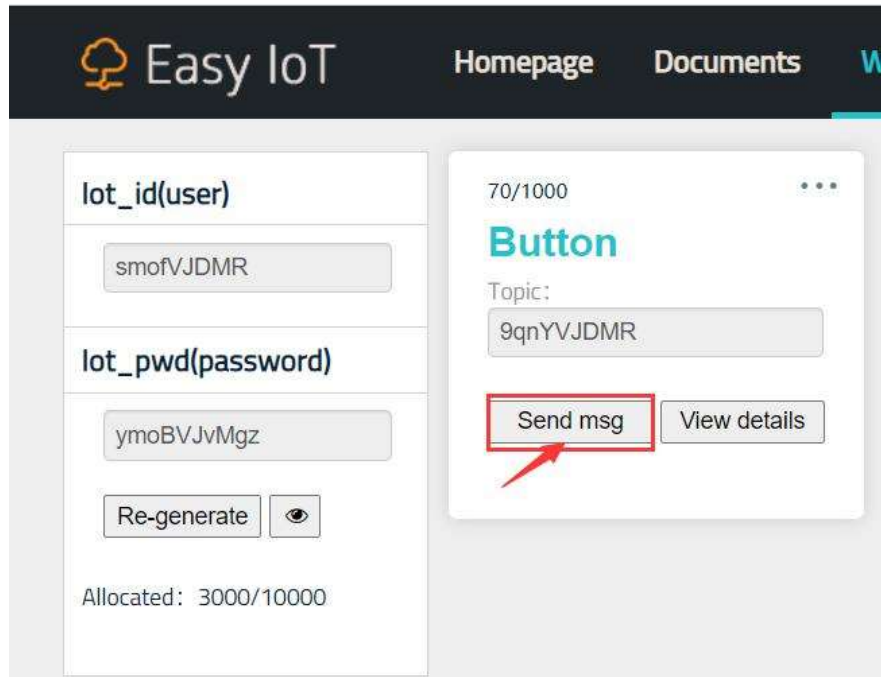 Easy IoT
Homepage
Documents
W
Iot_id(user)
smofVJDMR
Iot_pwd(password)
ymoBVJvMgz
Re-generate
Allocated: 3000/10000
70/1000
Button
Topic:
9qnYVJDMR
Send msg
View details